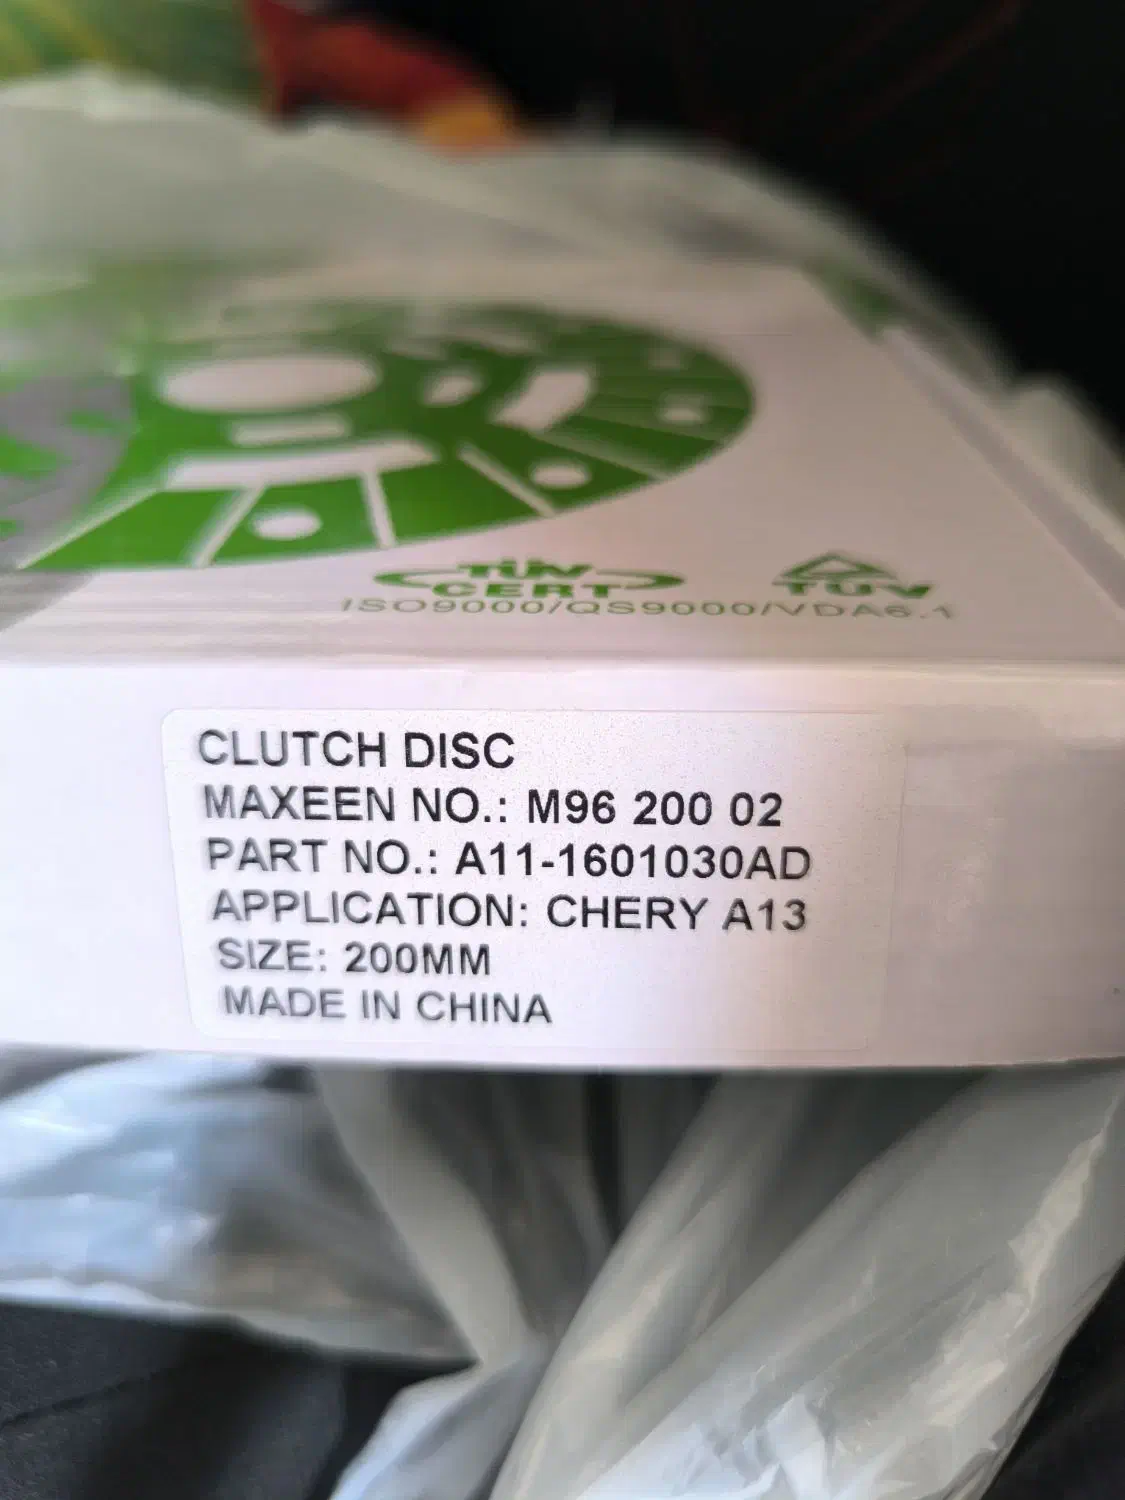 TÜV
CERT
TÜV
ISO9000/QS9000/VDA6.1
CLUTCH DISC
MAXEEN NO.: M96 200 02
PART NO.: A11-1601030AD
APPLICATION: CHERY A13
SIZE: 200MM
MADE IN CHINA